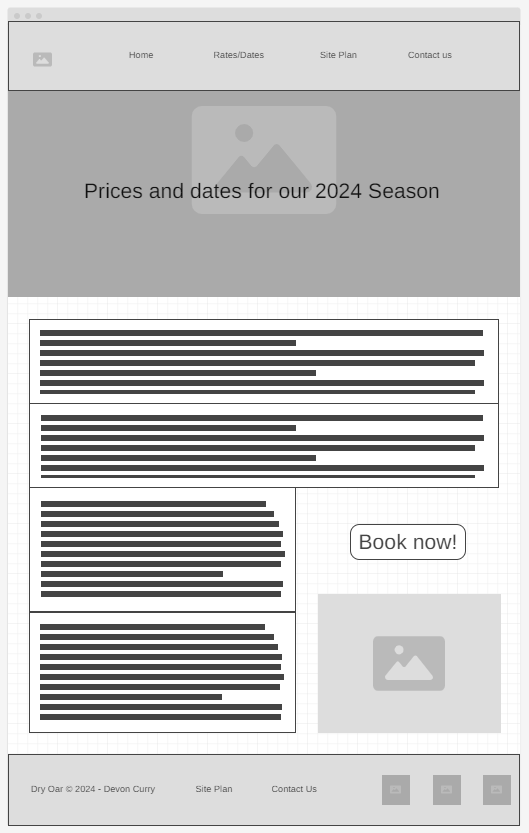 Home Rates/Dates Site Plan Contact us
Prices and dates for our 2024 Season
Book now!
Dry Oar © 2024 - Devon Curry Site Plan Contact Us